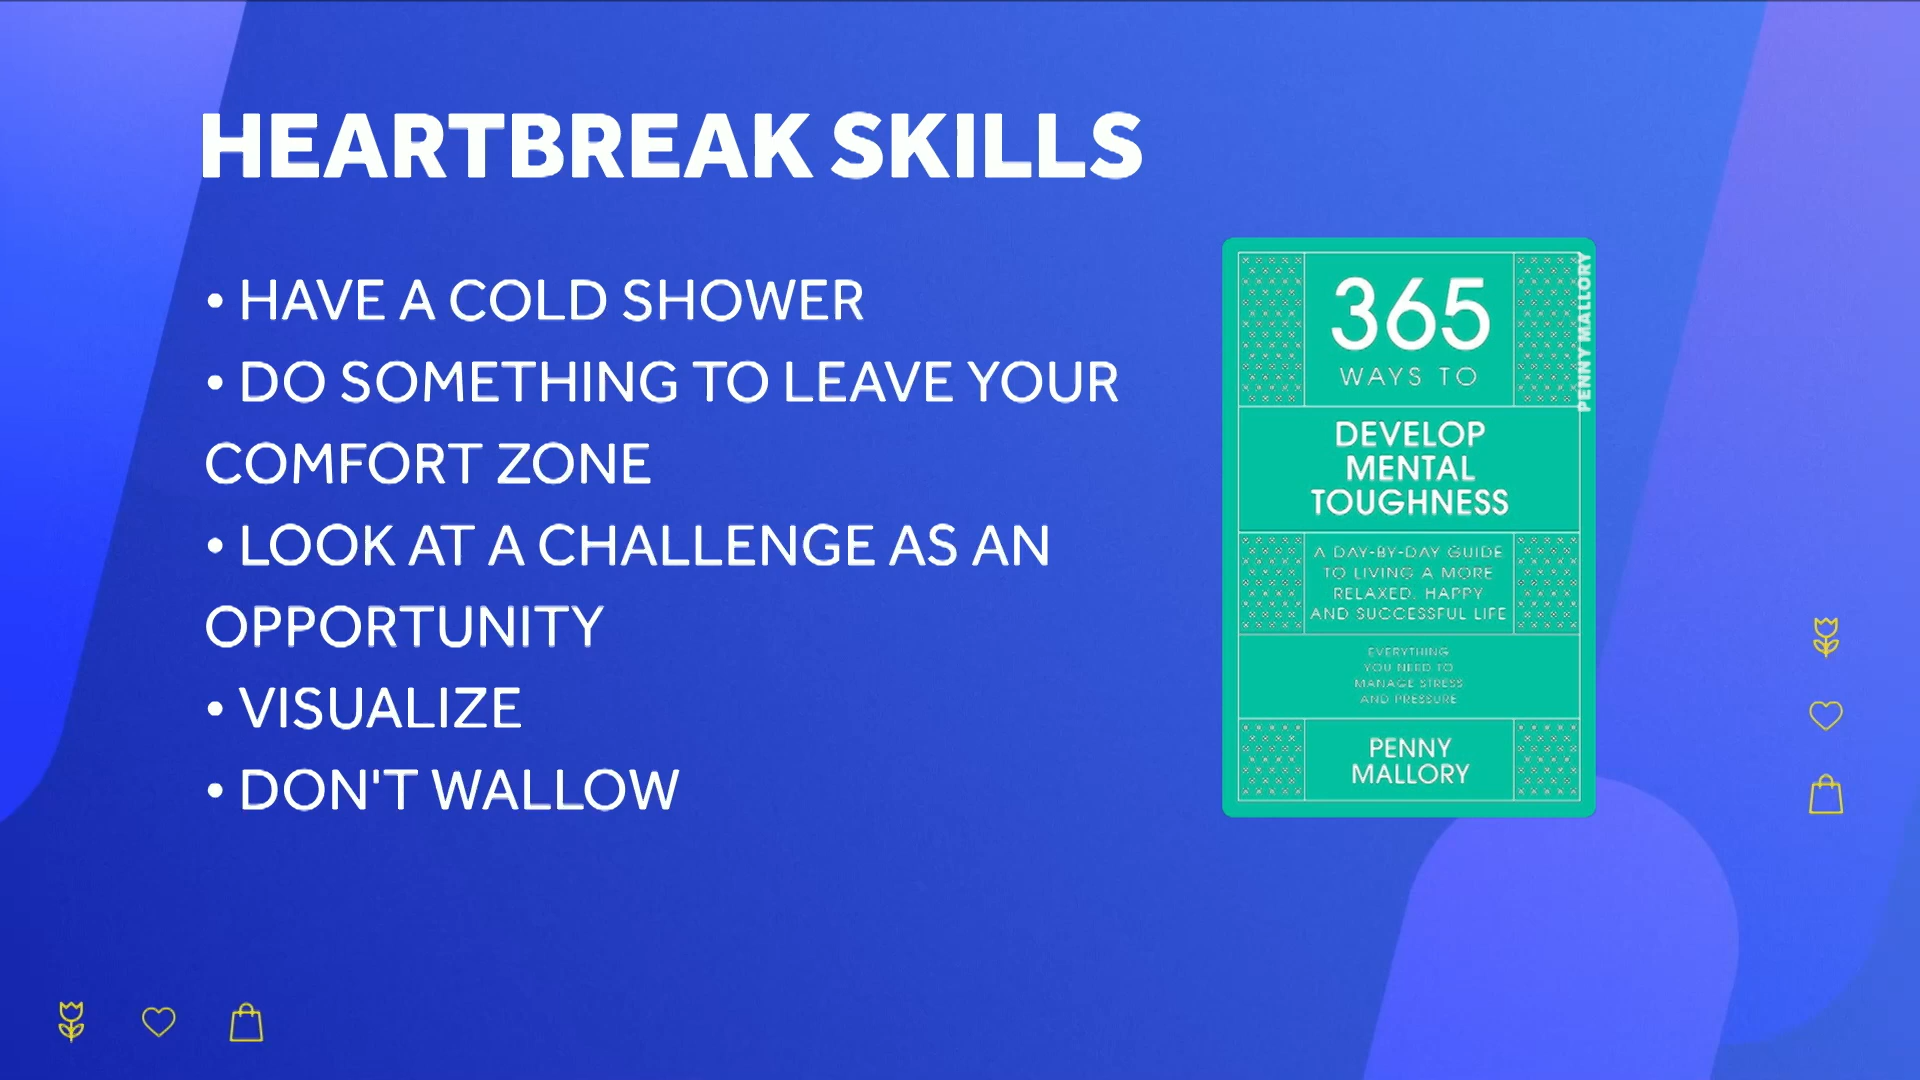 HEARTBREAK SKILLS
• HAVE A COLD SHOWER
• DO SOMETHING TO LEAVE YOUR
COMFORT ZONE
• LOOK AT A CHALLENGE AS AN
OPPORTUNITY
• VISUALIZE
• DON'T WALLOW
365
WAYS TO
DEVELOP
MENTAL
TOUGHNESS
A DAY-BY-DAY GUIDE
TO LIVING A MORE
RELAXED, HAPPY
AND SUCCESSFUL LIFE
EVERYTHING
YOU NEED TO
MANAGE STRESS
AND PRESSURE
PENNY
MALLORY
PENNY MALLORY